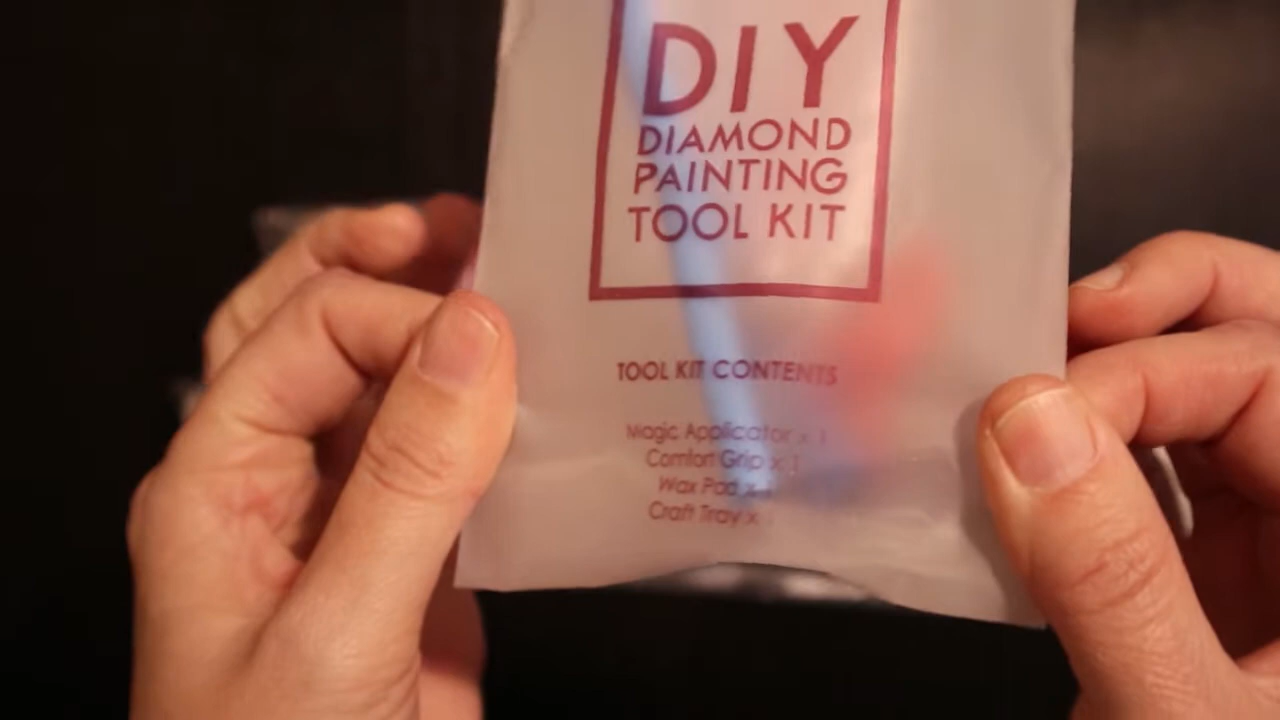 DIY
DIAMOND
PAINTING
TOOL KIT
TOOL KIT CONTENTS
Magic Applicator x 1
Comfort Grip x 1
Wax Pad x
Craft Tray x